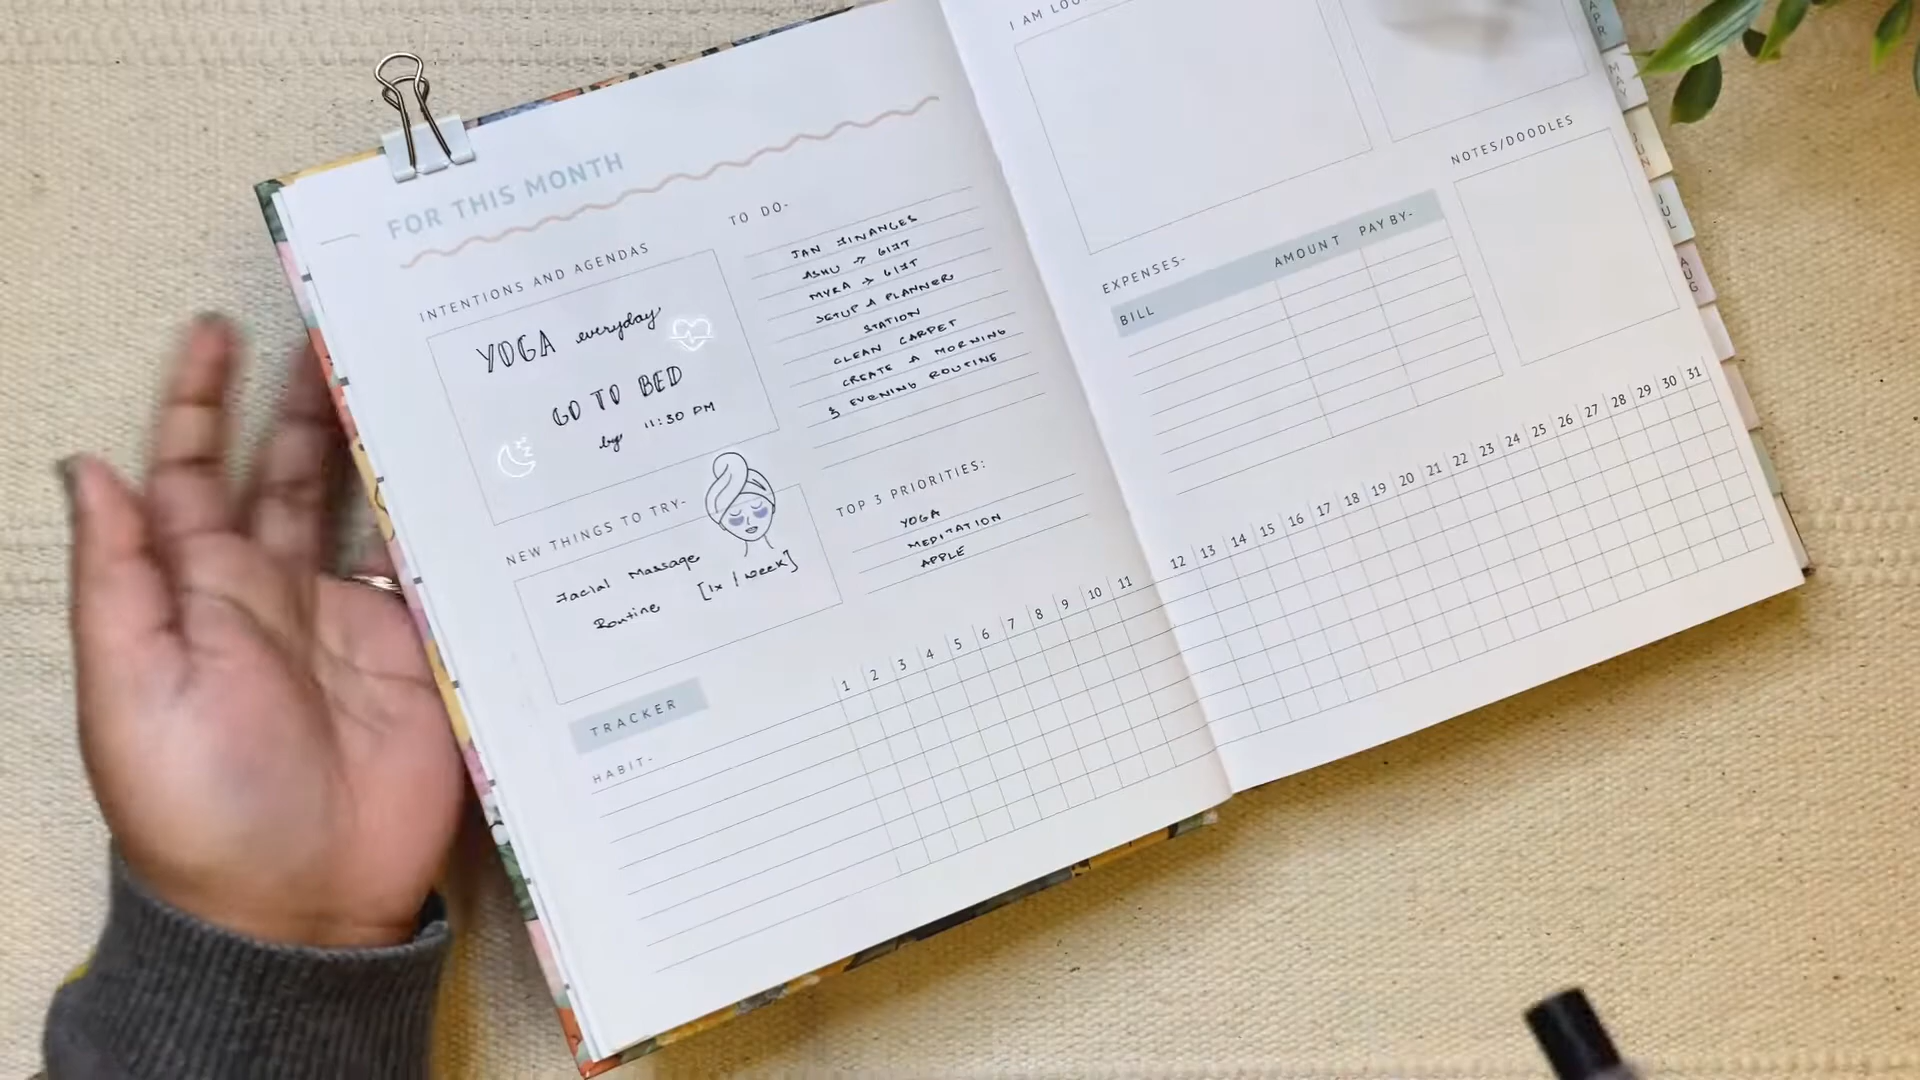 FOR THIS MONTH
INTENTIONS AND AGENDAS
YOGA everyday
GO TO BED
by 11:30 PM
NEW THINGS TO TRY-
Facial Massage
Routine [1x / week]
TO DO-
JAN FINANCES
ASHU → GIFT
MYRA → GIFT
SETUP A PLANNER
STATION
CLEAN CARPET
CREATE A MORNING
& EVENING ROUTINE
TOP 3 PRIORITIES:
YOGA
MEDITATION
APPLE
TRACKER
HABIT-
1 2 3 4 5 6 7 8 9 10 11 12 13 14 15 16 17 18 19 20 21 22 23 24 25 26 27 28 29 30 31
I AM
EXPENSES-
BILL AMOUNT PAY BY-
NOTES/DOODLES
APR
MAY
JUN
JUL
AUG